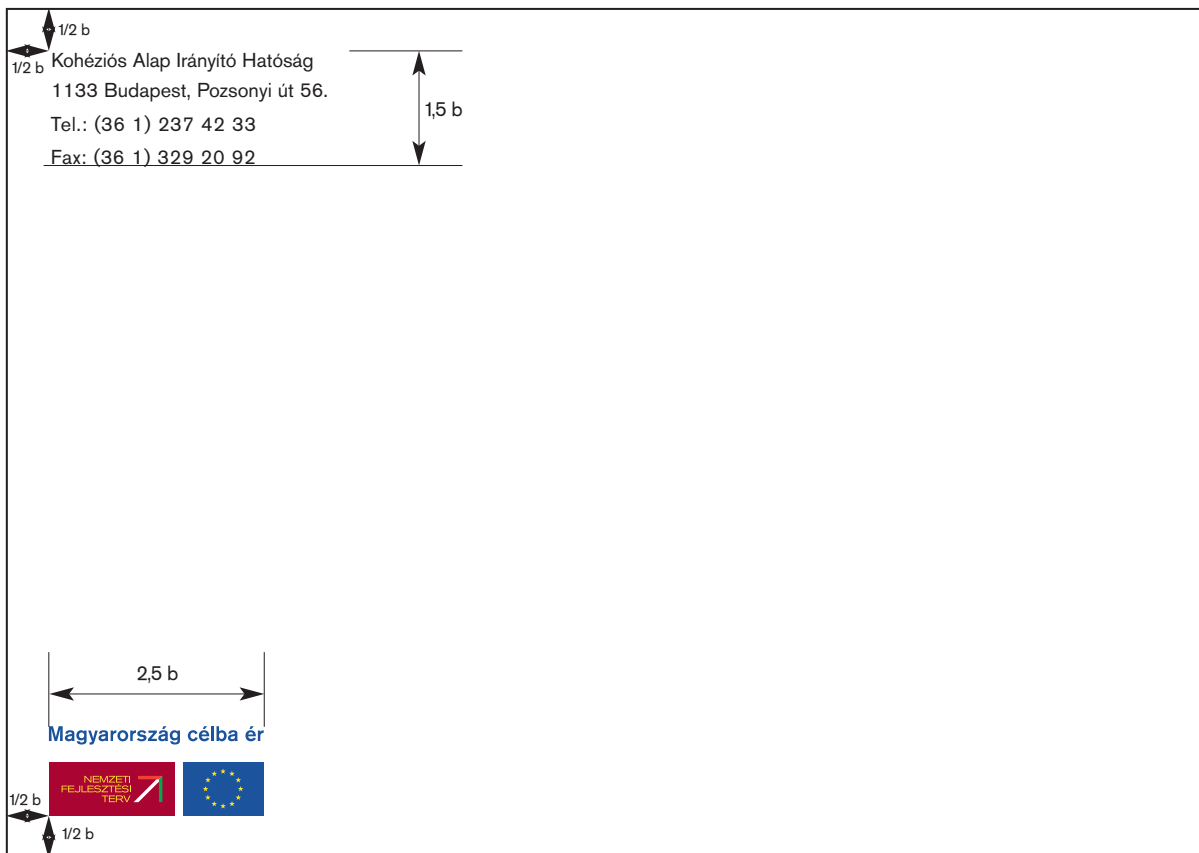 1/2 b
1/2 b
Kohéziós Alap Irányító Hatóság
1133 Budapest, Pozsonyi út 56.
Tel.: (36 1) 237 42 33
Fax: (36 1) 329 20 92
1,5 b
2,5 b
Magyarország célba ér
NEMZETI
FEJLESZTÉSI
TERV
1/2 b
1/2 b